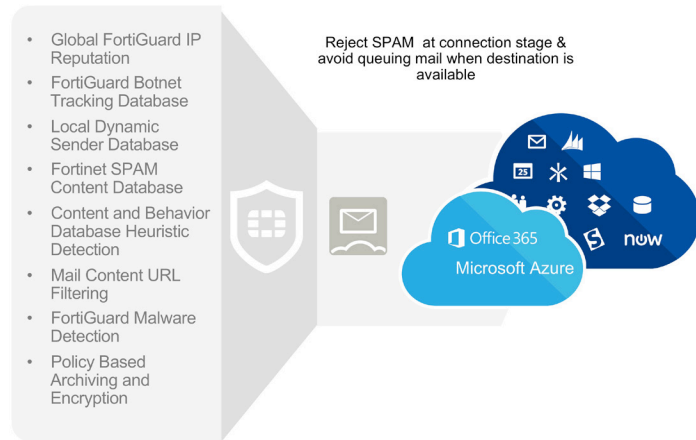 • Global FortiGuard IP
Reputation
• FortiGuard Botnet
Tracking Database
• Local Dynamic
Sender Database
• Fortinet SPAM
Content Database
• Content and Behavior
Database Heuristic
Detection
• Mail Content URL
Filtering
• FortiGuard Malware
Detection
• Policy Based
Archiving and
Encryption
Reject SPAM at connection stage &
avoid queuing mail when destination is
available
25
S
now
Office 365
Microsoft Azure